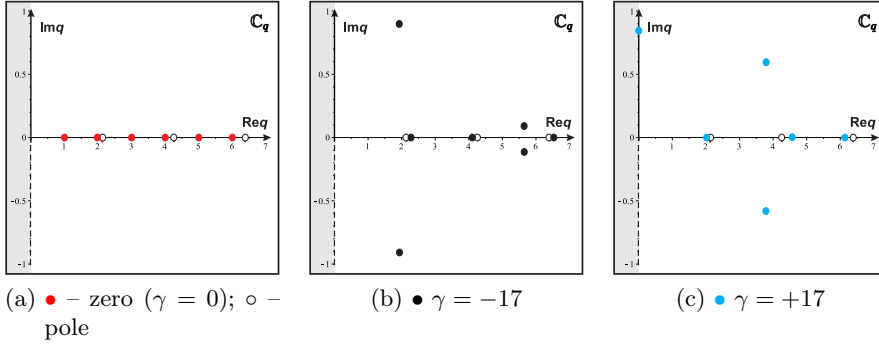 1
Imq
ℂq
0.5
Req
0
1 2 3 4 5 6 7
-0.5
-1
1
Imq
ℂq
0.5
Req
0
1 2 3 4 5 6 7
-0.5
-1
1
Imq
ℂq
0.5
Req
0
1 2 3 4 5 6 7
-0.5
-1
(a) ● – zero (γ = 0); ○ –
pole
(b) ● γ = −17
(c) ● γ = +17